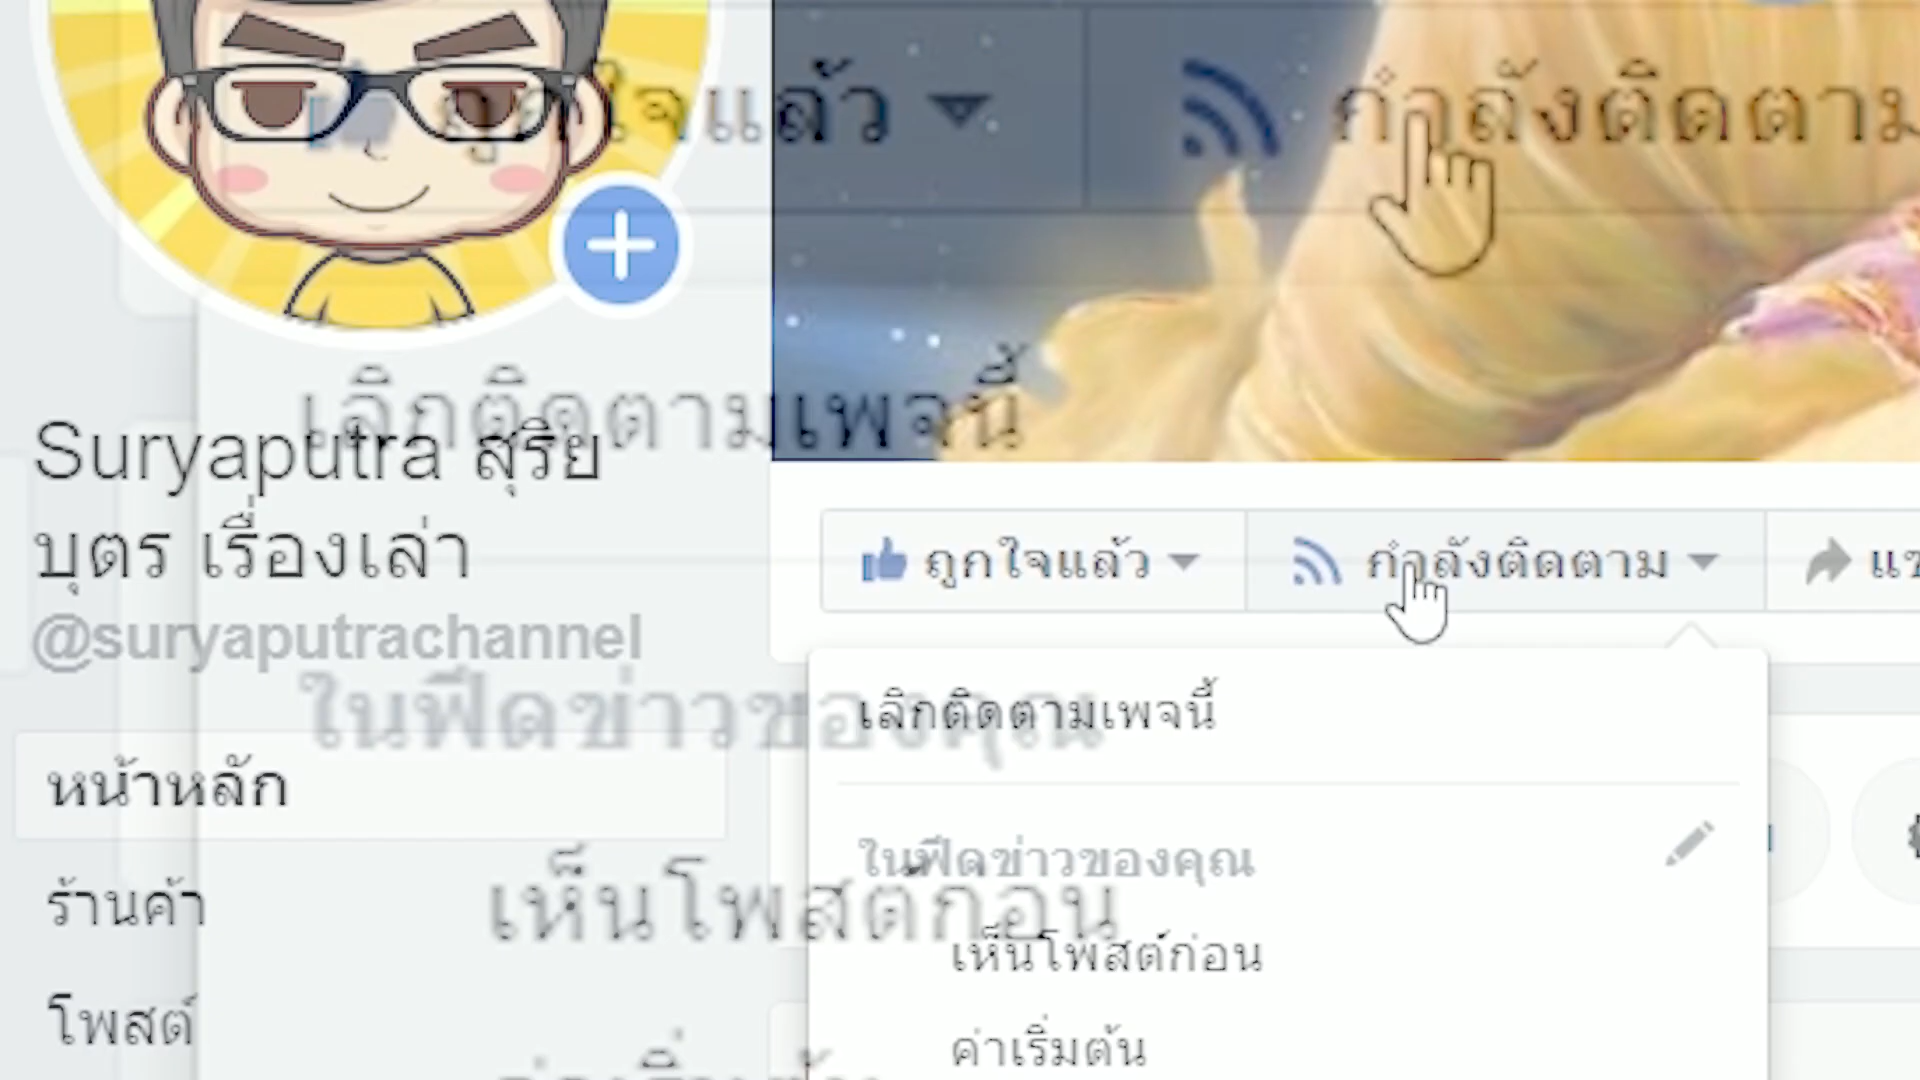 ถูกใจแล้ว
กำลังติดตาม
เลิกติดตามเพจนี้
ในฟีดข่าวของคุณ
เห็นโพสต์ก่อน
Suryaputra สุริย
บุตร เรื่องเล่า
@suryaputrachannel
หน้าหลัก
ร้านค้า
โพสต์
ถูกใจแล้ว
กำลังติดตาม
เลิกติดตามเพจนี้
ในฟีดข่าวของคุณ
เห็นโพสต์ก่อน
ค่าเริ่มต้น